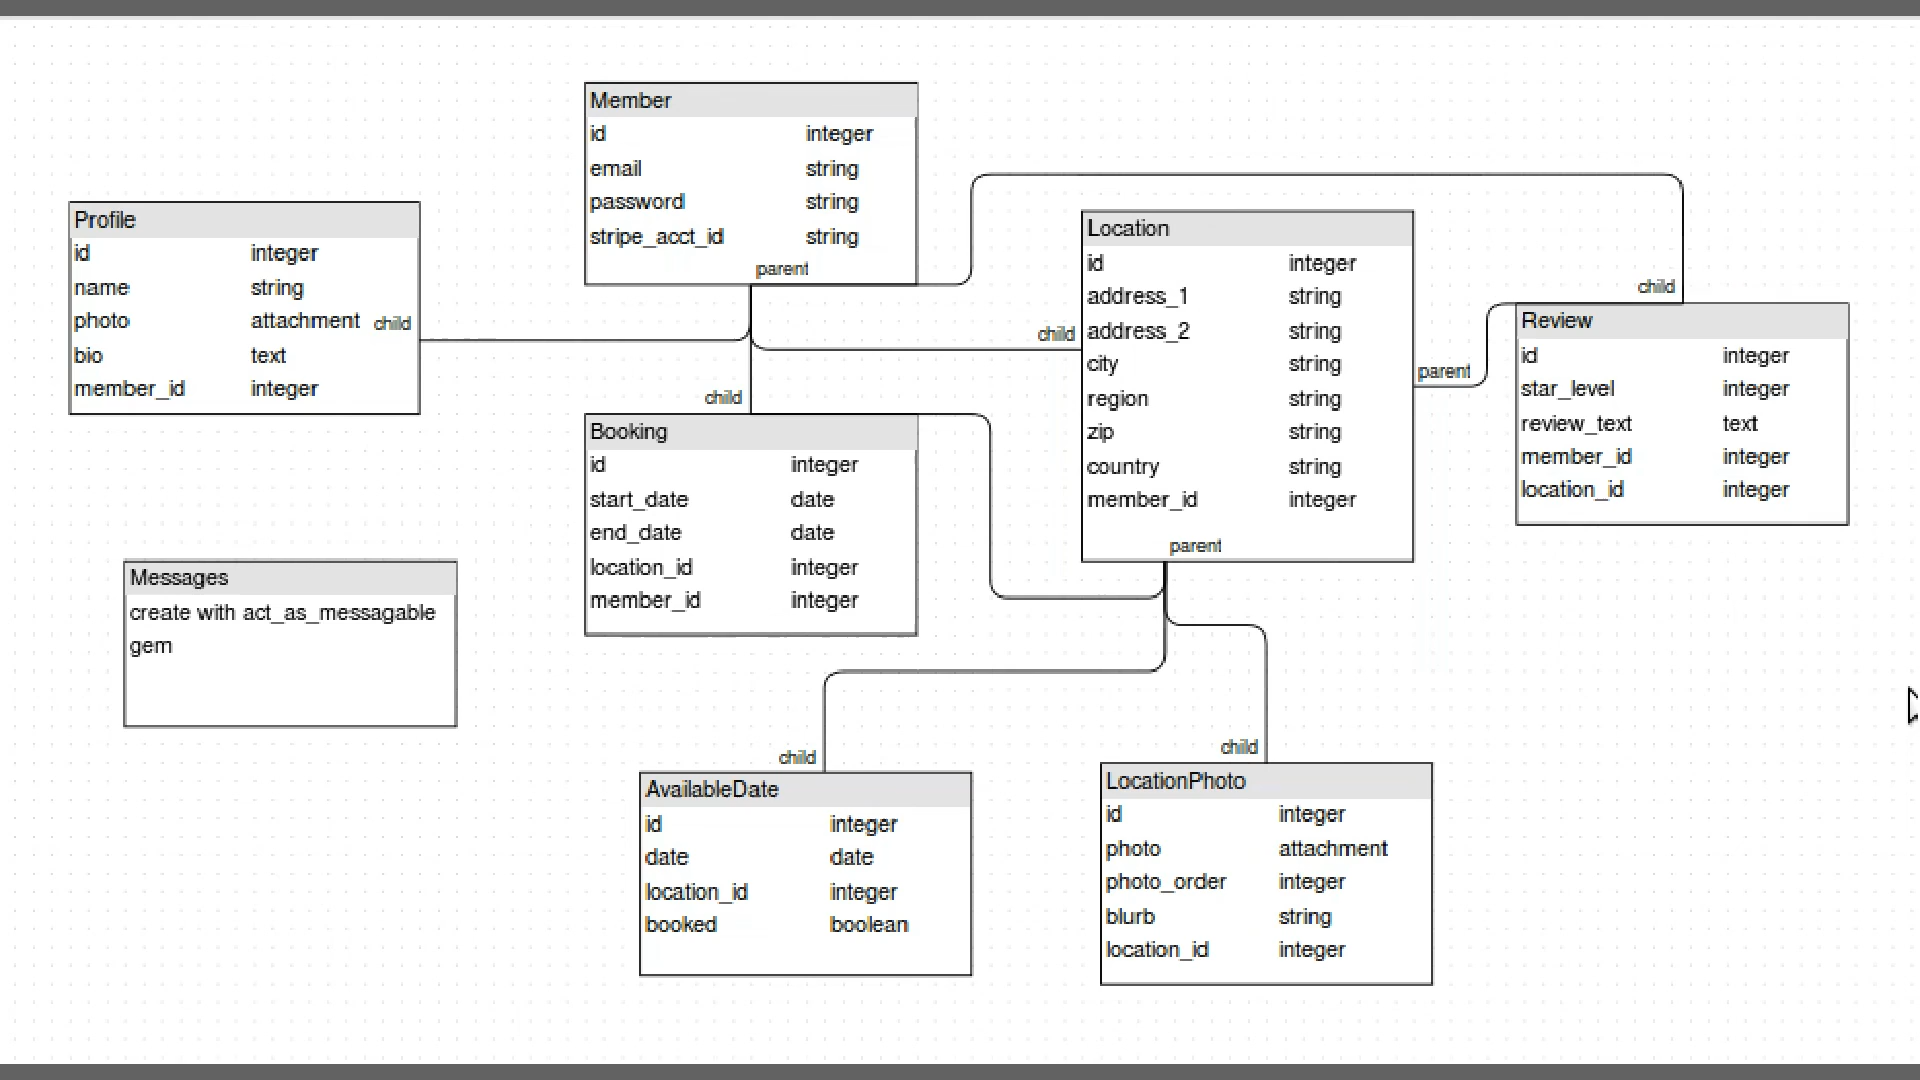 Member
id integer
email string
password string
stripe_acct_id string
parent
Profile
id integer
name string
photo attachment child
bio text
member_id integer
Location
id integer
address_1 string
child address_2 string
city string
region string
zip string
country string
member_id integer
parent
parent
child
Review
id integer
star_level integer
review_text text
member_id integer
location_id integer
child
Booking
id integer
start_date date
end_date date
location_id integer
member_id integer
Messages
create with act_as_messagable
gem
child
AvailableDate
id integer
date date
location_id integer
booked boolean
child
LocationPhoto
id integer
photo attachment
photo_order integer
blurb string
location_id integer